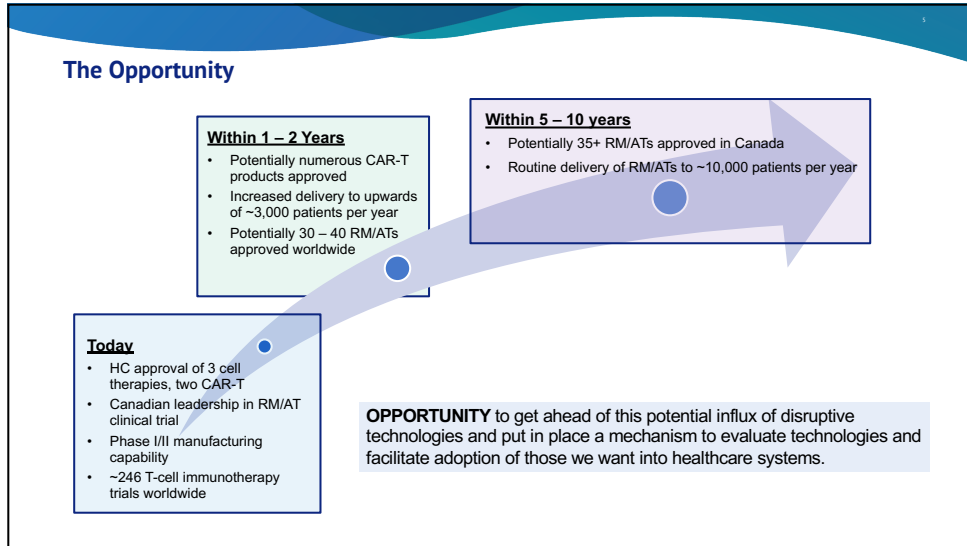 5
The Opportunity
Within 1 – 2 Years
• Potentially numerous CAR-T
products approved
• Increased delivery to upwards
of ~3,000 patients per year
• Potentially 30 – 40 RM/ATs
approved worldwide
Within 5 – 10 years
• Potentially 35+ RM/ATs approved in Canada
• Routine delivery of RM/ATs to ~10,000 patients per year
Today
• HC approval of 3 cell
therapies, two CAR-T
• Canadian leadership in RM/AT
clinical trial
• Phase I/II manufacturing
capability
• ~246 T-cell immunotherapy
trials worldwide
OPPORTUNITY to get ahead of this potential influx of disruptive
technologies and put in place a mechanism to evaluate technologies and
facilitate adoption of those we want into healthcare systems.